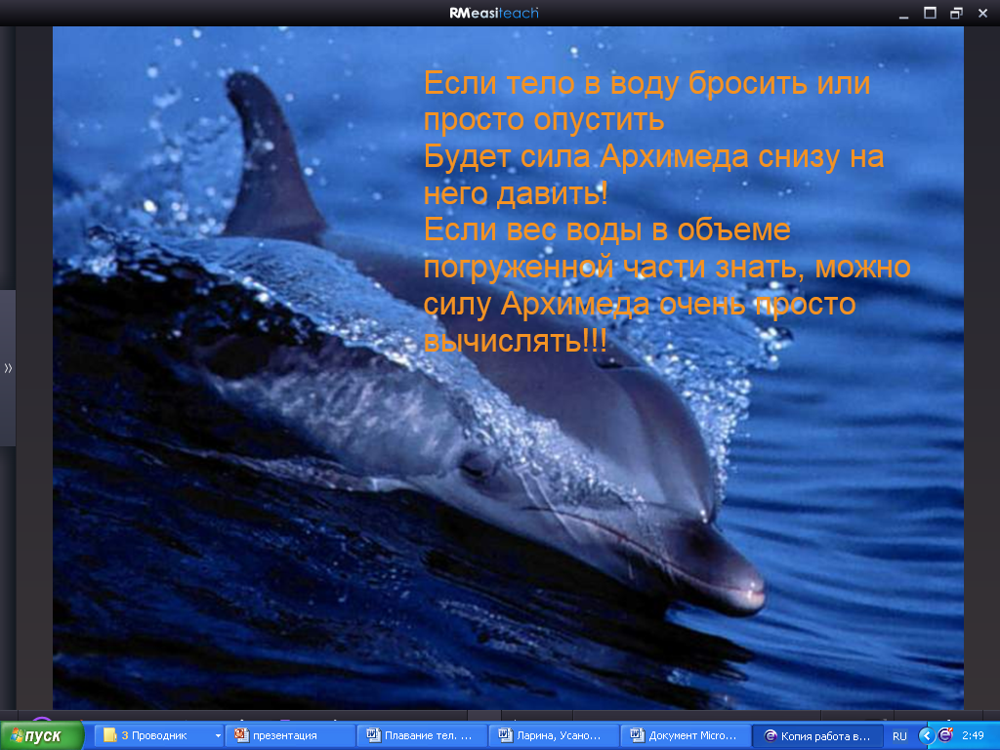 RMeasiteach
Если тело в воду бросить или
просто опустить
Будет сила Архимеда снизу на
него давить!
Если вес воды в объеме
погруженной части знать, можно
силу Архимеда очень просто
вычислять!!!
пуск
3 Проводник
презентация
Плавание тел. ...
Ларина, Усано...
Документ Micro...
Копия работа в...
RU
2:49